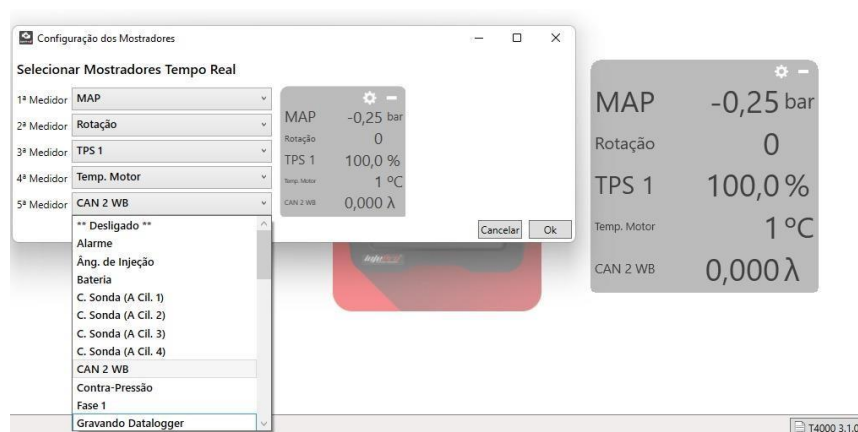 Configuração dos Mostradores
Selecionar Mostradores Tempo Real
1ª Medidor MAP
2ª Medidor Rotação
3ª Medidor TPS 1
4ª Medidor Temp. Motor
5ª Medidor CAN 2 WB
** Desligado **
Alarme
Âng. de Injeção
Bateria
C. Sonda (A Cil. 1)
C. Sonda (A Cil. 2)
C. Sonda (A Cil. 3)
C. Sonda (A Cil. 4)
CAN 2 WB
Contra-Pressão
Fase 1
Gravando Datalogger
MAP -0,25 bar
Rotação 0
TPS 1 100,0 %
Temp. Motor 1 ºC
CAN 2 WB 0,000 λ
Cancelar Ok
MAP -0,25 bar
Rotação 0
TPS 1 100,0 %
Temp. Motor 1 ºC
CAN 2 WB 0,000 λ
T4000 3.1.0